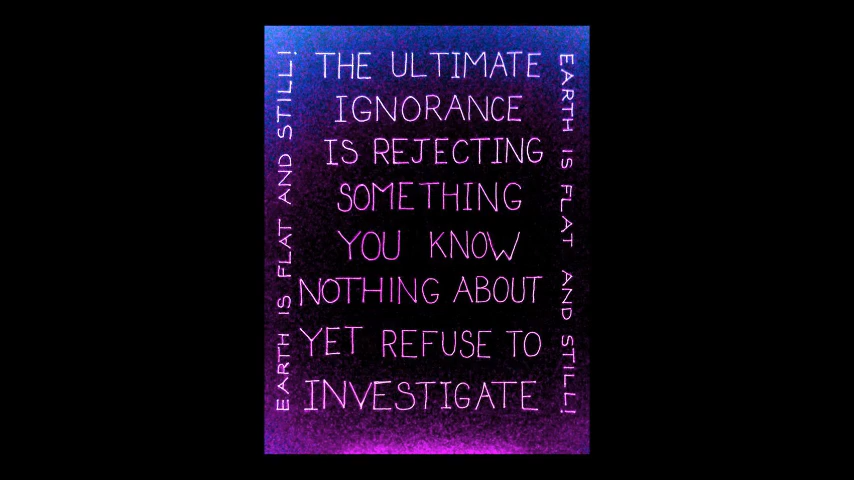 EARTH IS FLAT AND STILL!
THE ULTIMATE
IGNORANCE
IS REJECTING
SOMETHING
YOU KNOW
NOTHING ABOUT
YET REFUSE TO
INVESTIGATE
EARTH IS FLAT AND STILL!